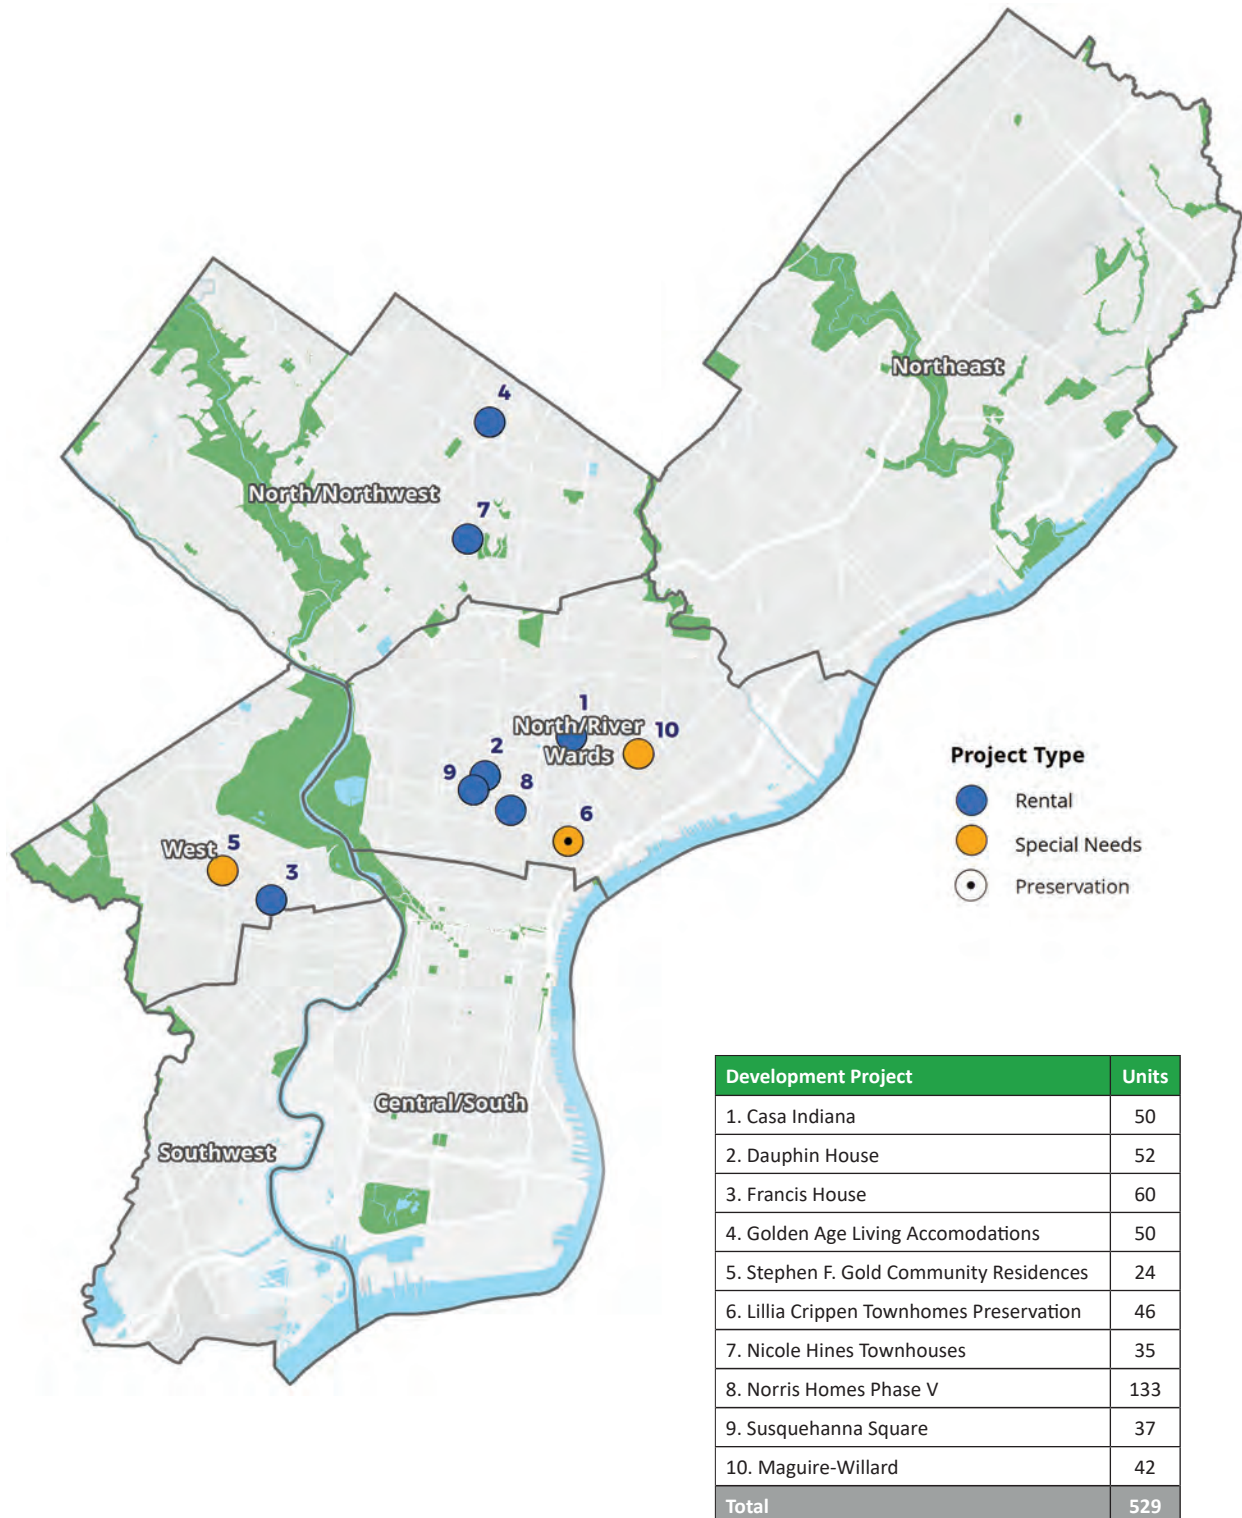 Northeast
4
North/Northwest
7
1
North/River
Wards
10
2
9
8
6
West
5
3
Central/South
Southwest
Project Type
Rental
Special Needs
Preservation
Development Project Units
1. Casa Indiana 50
2. Dauphin House 52
3. Francis House 60
4. Golden Age Living Accomodations 50
5. Stephen F. Gold Community Residences 24
6. Lillia Crippen Townhomes Preservation 46
7. Nicole Hines Townhouses 35
8. Norris Homes Phase V 133
9. Susquehanna Square 37
10. Maguire-Willard 42
Total 529